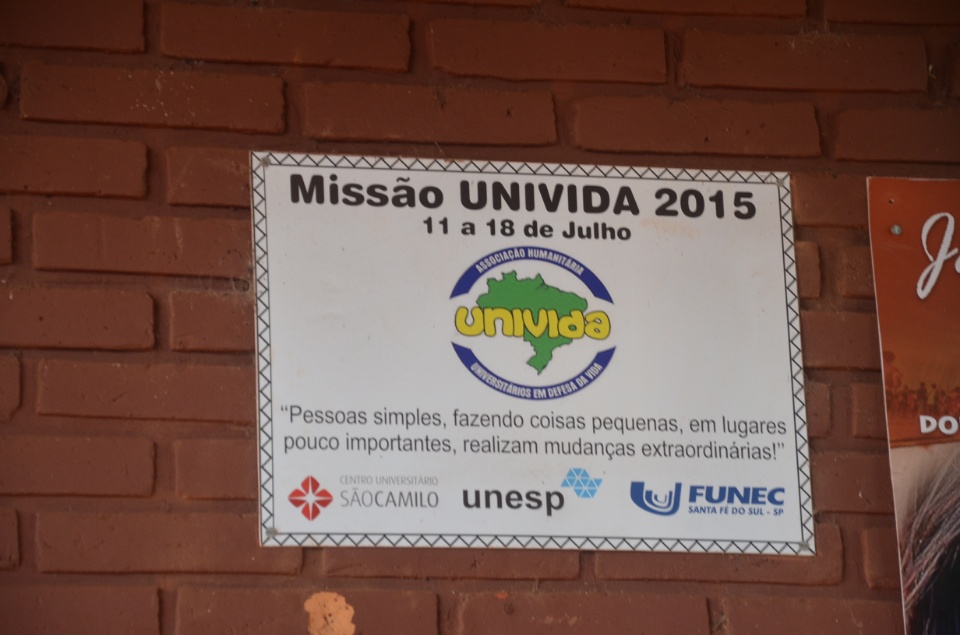 Missão UNIVIDA 2015
11 a 18 de Julho
ASSOCIAÇÃO HUMANITÁRIA
univida
UNIVERSITÁRIOS EM DEFESA DA VIDA
“Pessoas simples, fazendo coisas pequenas, em lugares
pouco importantes, realizam mudanças extraordinárias!”
CENTRO UNIVERSITÁRIO
SÃOCAMILO
unesp
FUNEC
SANTA FÉ DO SUL - SP